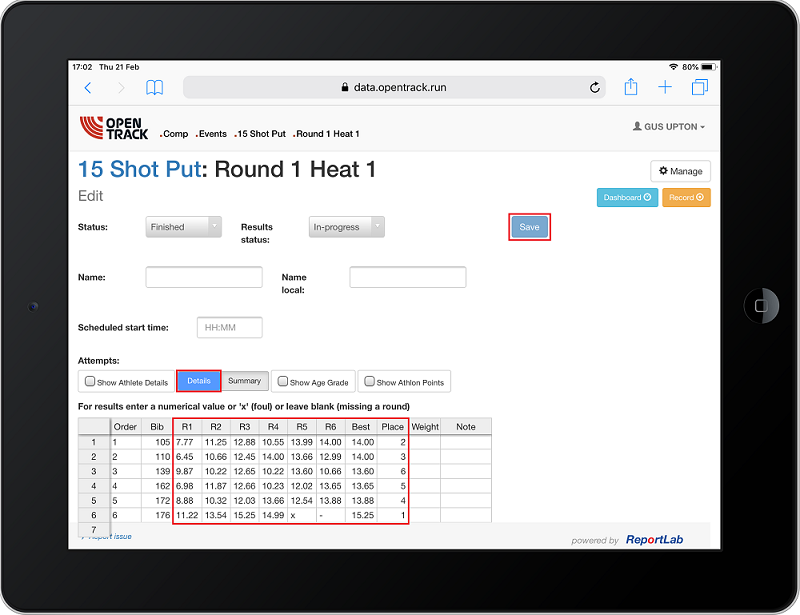 17:02 Thu 21 Feb 80%
data.opentrack.run
OPEN TRACK .Comp .Events .15 Shot Put .Round 1 Heat 1 GUS UPTON
15 Shot Put: Round 1 Heat 1 Manage
Edit Dashboard Record
Status: Finished Results status: In-progress Save
Name: Name local:
Scheduled start time: HH:MM
Attempts:
Show Athlete Details Details Summary Show Age Grade Show Athlon Points
For results enter a numerical value or 'x' (foul) or leave blank (missing a round)
Order Bib R1 R2 R3 R4 R5 R6 Best Place Weight Note
1 1 105 7.77 11.25 12.88 10.55 13.99 14.00 14.00 2
2 2 110 6.45 10.66 12.45 14.00 13.66 12.99 14.00 3
3 3 139 9.87 10.22 12.65 10.22 13.60 10.66 13.60 6
4 4 162 6.98 11.87 12.66 10.23 12.02 13.65 13.65 5
5 5 172 8.88 10.32 12.03 13.66 12.54 13.88 13.88 4
6 6 176 11.22 13.54 15.25 14.99 x - 15.25 1
7
Report issue
powered by ReportLab